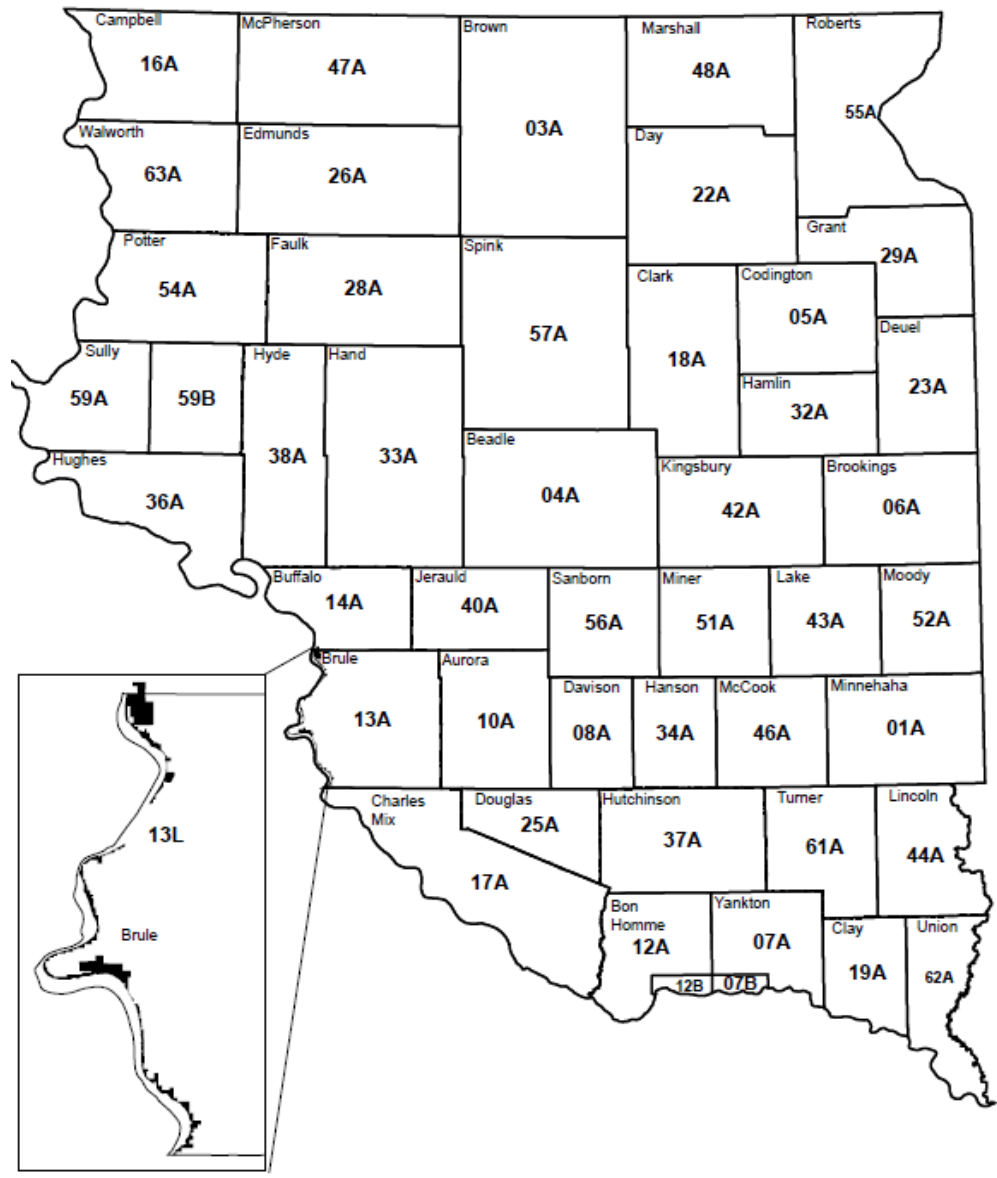 Campbell
McPherson
Brown
Marshall
Roberts
16A
47A
48A
55A
03A
Walworth
Edmunds
Day
63A
26A
22A
Potter
Faulk
Spink
Grant
29A
54A
28A
Clark
Codington
05A
57A
18A
Deuel
Sully
Hyde
Hand
Hamlin
23A
59A
59B
32A
38A
33A
Beadle
Hughes
Kingsbury
Brookings
36A
04A
42A
06A
Buffalo
Jerauld
Sanborn
Miner
Lake
Moody
14A
40A
56A
51A
43A
52A
Brule
Aurora
Davison
Hanson
McCook
Minnehaha
13A
10A
08A
34A
46A
01A
Charles
Mix
Douglas
Hutchinson
Turner
Lincoln
25A
37A
61A
44A
13L
17A
Bon
Homme
Yankton
Clay
Union
12A
07A
19A
62A
12B
07B
Brule